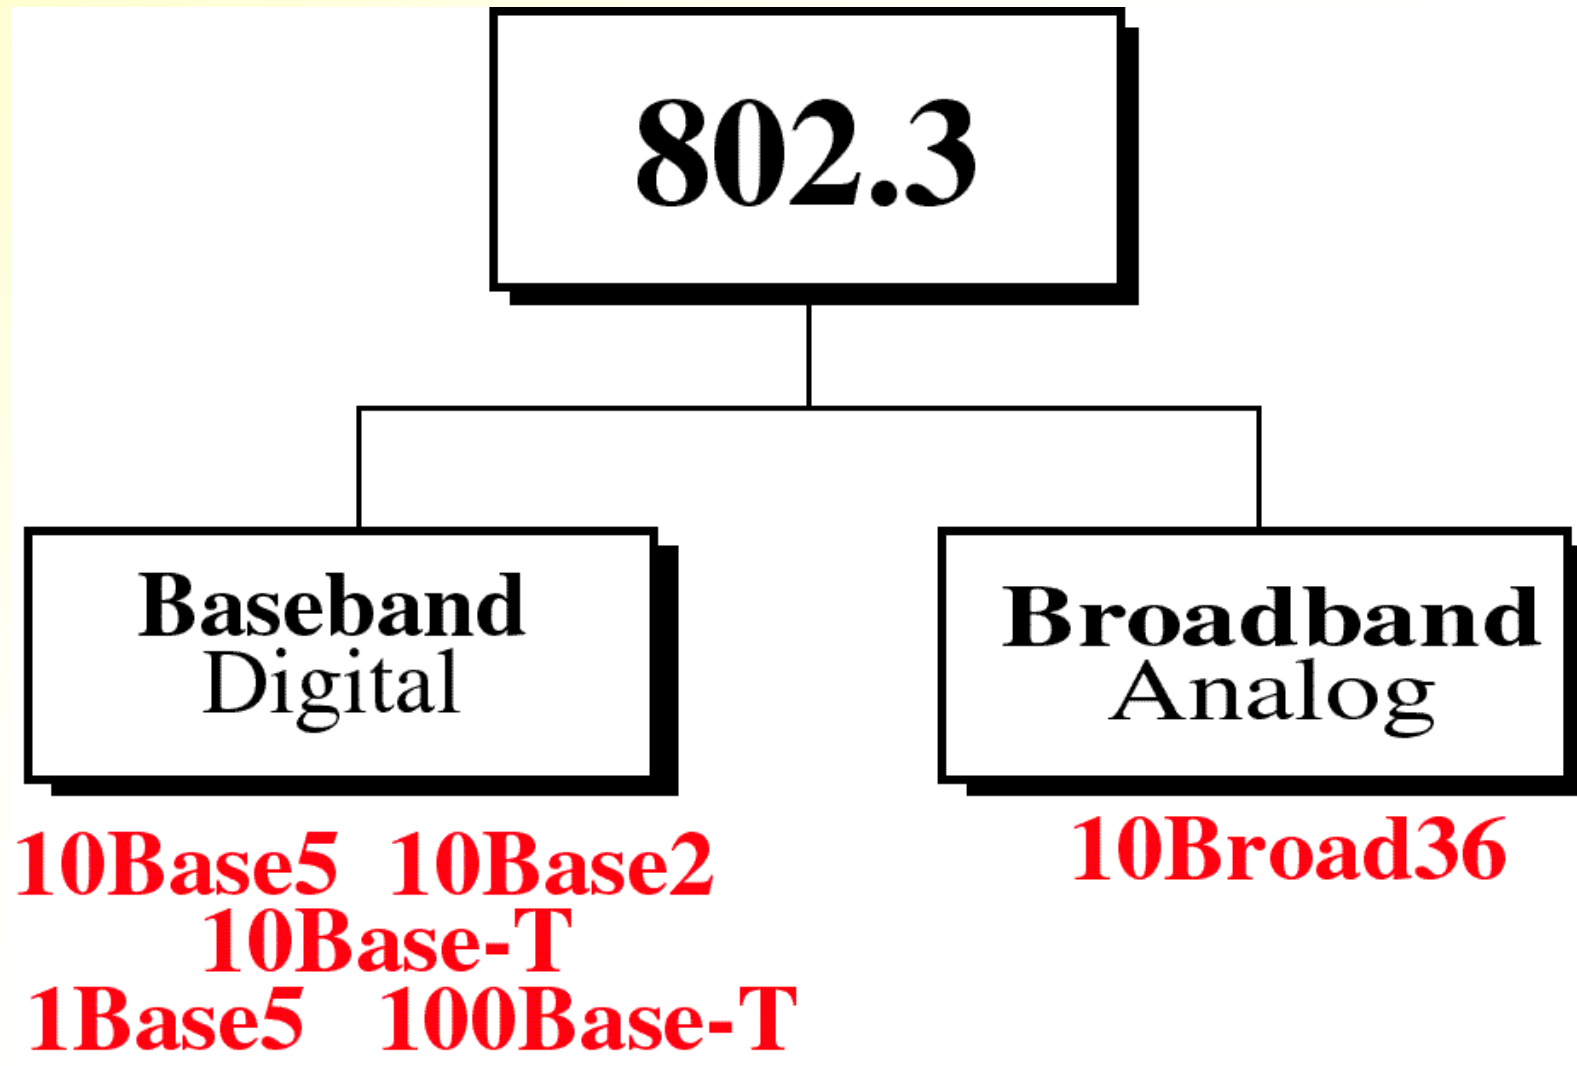 802.3
Baseband
Digital
10Base5 10Base2
10Base-T
1Base5 100Base-T
Broadband
Analog
10Broad36